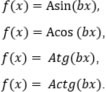 f(x) = Asin(bx),
f(x) = Acos (bx),
f(x) = Atg(bx),
f(x) = Actg(bx).